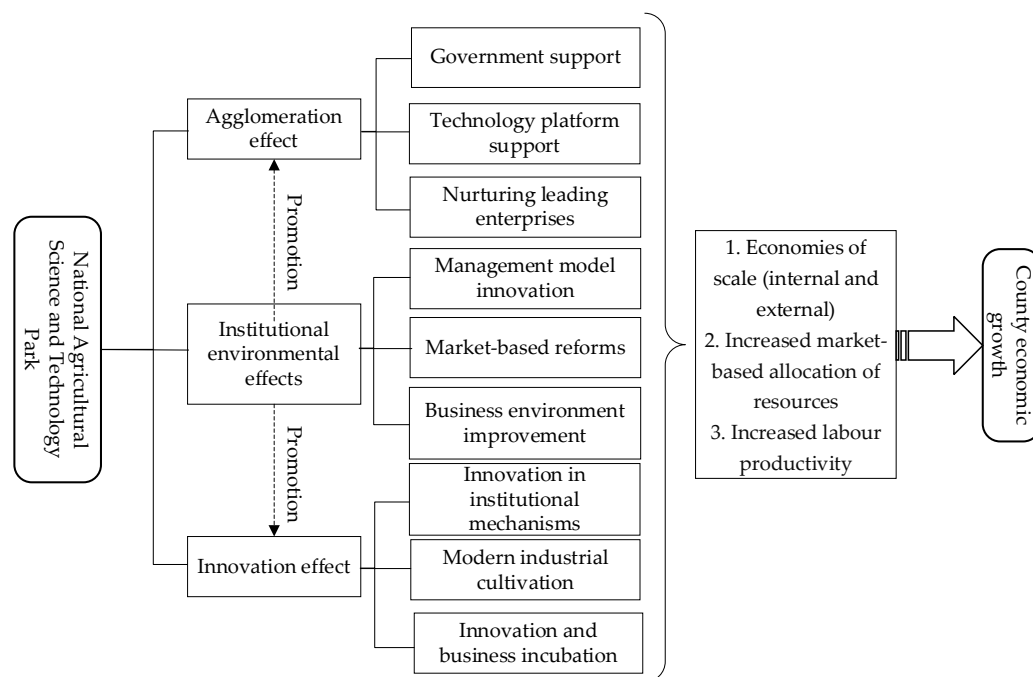 National Agricultural
Science and Technology
Park
Agglomeration
effect
Promotion
Institutional
environmental
effects
Promotion
Innovation effect
Government support
Technology platform
support
Nurturing leading
enterprises
Management model
innovation
Market-based reforms
Business environment
improvement
Innovation in
institutional
mechanisms
Modern industrial
cultivation
Innovation and
business incubation
1. Economies of
scale (internal and
external)
2. Increased market-
based allocation of
resources
3. Increased labour
productivity
County economic
growth